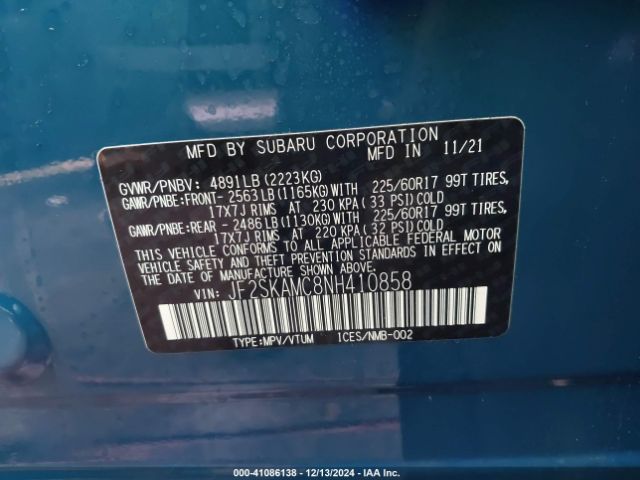 MFD BY SUBARU CORPORATION
MFD IN 11/21
GVWR/PNBV: 4891LB (2223KG)
GAWR/PNBE:FRONT- 2563LB(1165KG)WITH 225/60R17 99T TIRES,
17X7J RIMS AT 230 KPA (33 PSI)COLD
GAWR/PNBE:REAR - 2486LB(1130KG)WITH 225/60R17 99T TIRES,
17X7J RIMS AT 220 KPA (32 PSI)COLD
THIS VEHICLE CONFORMS TO ALL APPLICABLE FEDERAL MOTOR
VEHICLE SAFETY AND THEFT PREVENTION STANDARDS
IN EFFECT ON THE DATE OF MANUFACTURE SHOWN ABOVE.
VIN: JF2SKAMC8NH410858
TYPE:MPV/VTUM ICES/NMB-002
000-41086138 - 12/13/2024 - IAA Inc.